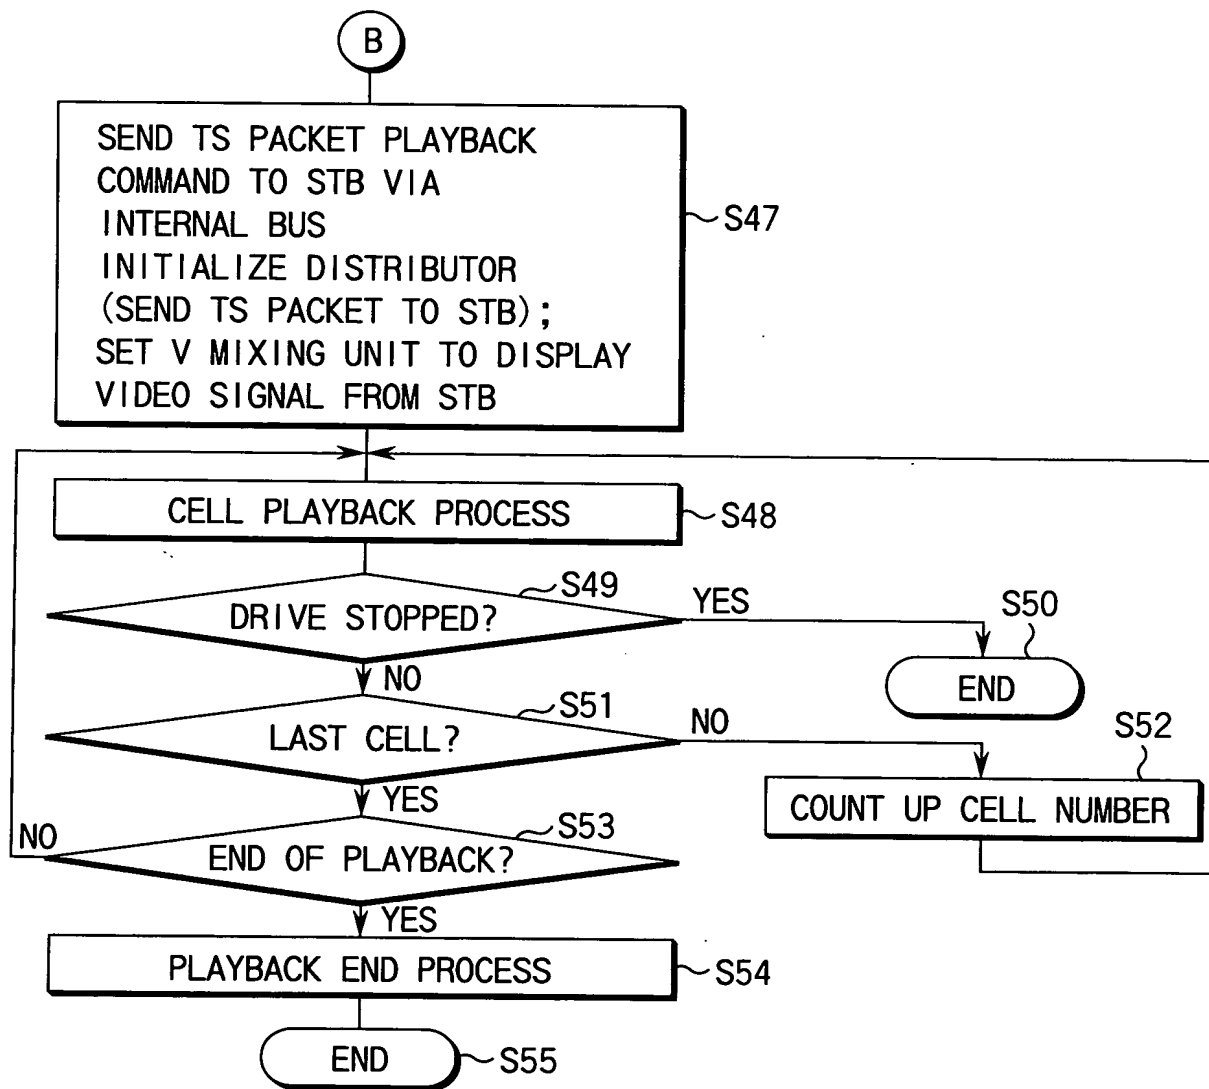 B
SEND TS PACKET PLAYBACK
COMMAND TO STB VIA
INTERNAL BUS
INITIALIZE DISTRIBUTOR
(SEND TS PACKET TO STB);
SET V MIXING UNIT TO DISPLAY
VIDEO SIGNAL FROM STB
S47
CELL PLAYBACK PROCESS
S48
DRIVE STOPPED?
S49
YES
S50
END
NO
LAST CELL?
S51
NO
S52
COUNT UP CELL NUMBER
YES
END OF PLAYBACK?
S53
NO
YES
PLAYBACK END PROCESS
S54
END
S55